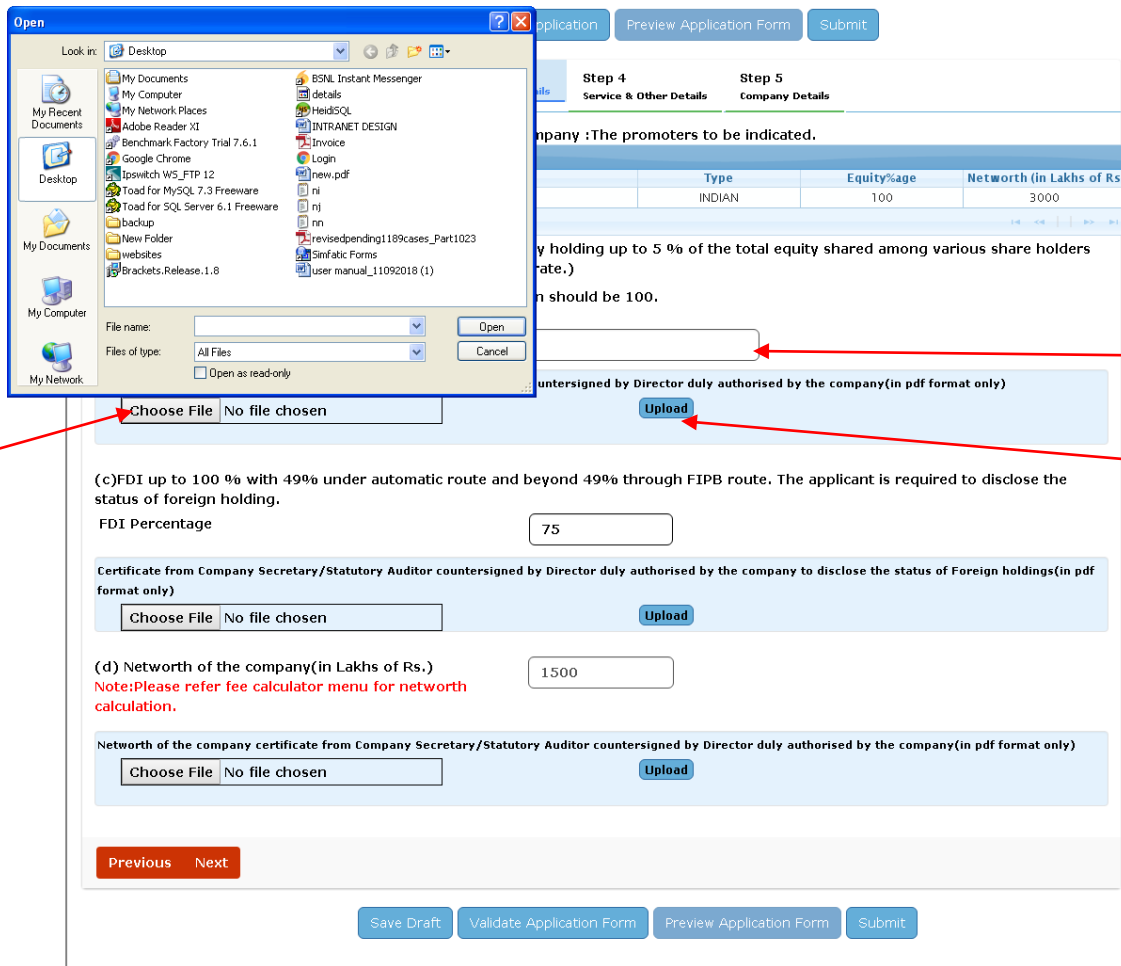 Open
pplication
Preview Application Form
Submit
Look in:
Desktop
My Recent Documents
Desktop
My Documents
My Computer
My Network
My Documents
My Computer
My Network Places
Adobe Reader XI
Benchmark Factory Trial 7.6.1
Google Chrome
Ipswitch WS_FTP 12
Toad for MySQL 7.3 Freeware
Toad for SQL Server 6.1 Freeware
backup
New Folder
websites
Brackets.Release.1.8
BSNL Instant Messenger
details
HeidiSQL
INTRANET DESIGN
Invoice
Login
new.pdf
ni
nj
nn
revisedpending1189cases_Part1023
Simfatic Forms
user manual_11092018 (1)
File name:
Open
Files of type:
All Files
Cancel
Open as read-only
ails
Step 4
Service & Other Details
Step 5
Company Details
mpany :The promoters to be indicated.
Type Equity%age Networth (in Lakhs of Rs
INDIAN 100 3000
y holding up to 5 % of the total equity shared among various share holders
rate.)
n should be 100.
ountersigned by Director duly authorised by the company(in pdf format only)
Choose File No file chosen Upload
(c)FDI up to 100 % with 49% under automatic route and beyond 49% through FIPB route. The applicant is required to disclose the
status of foreign holding.
FDI Percentage 75
Certificate from Company Secretary/Statutory Auditor countersigned by Director duly authorised by the company to disclose the status of Foreign holdings(in pdf
format only)
Choose File No file chosen Upload
(d) Networth of the company(in Lakhs of Rs.) 1500
Note:Please refer fee calculator menu for networth
calculation.
Networth of the company certificate from Company Secretary/Statutory Auditor countersigned by Director duly authorised by the company(in pdf format only)
Choose File No file chosen Upload
Previous Next
Save Draft Validate Application Form Preview Application Form Submit